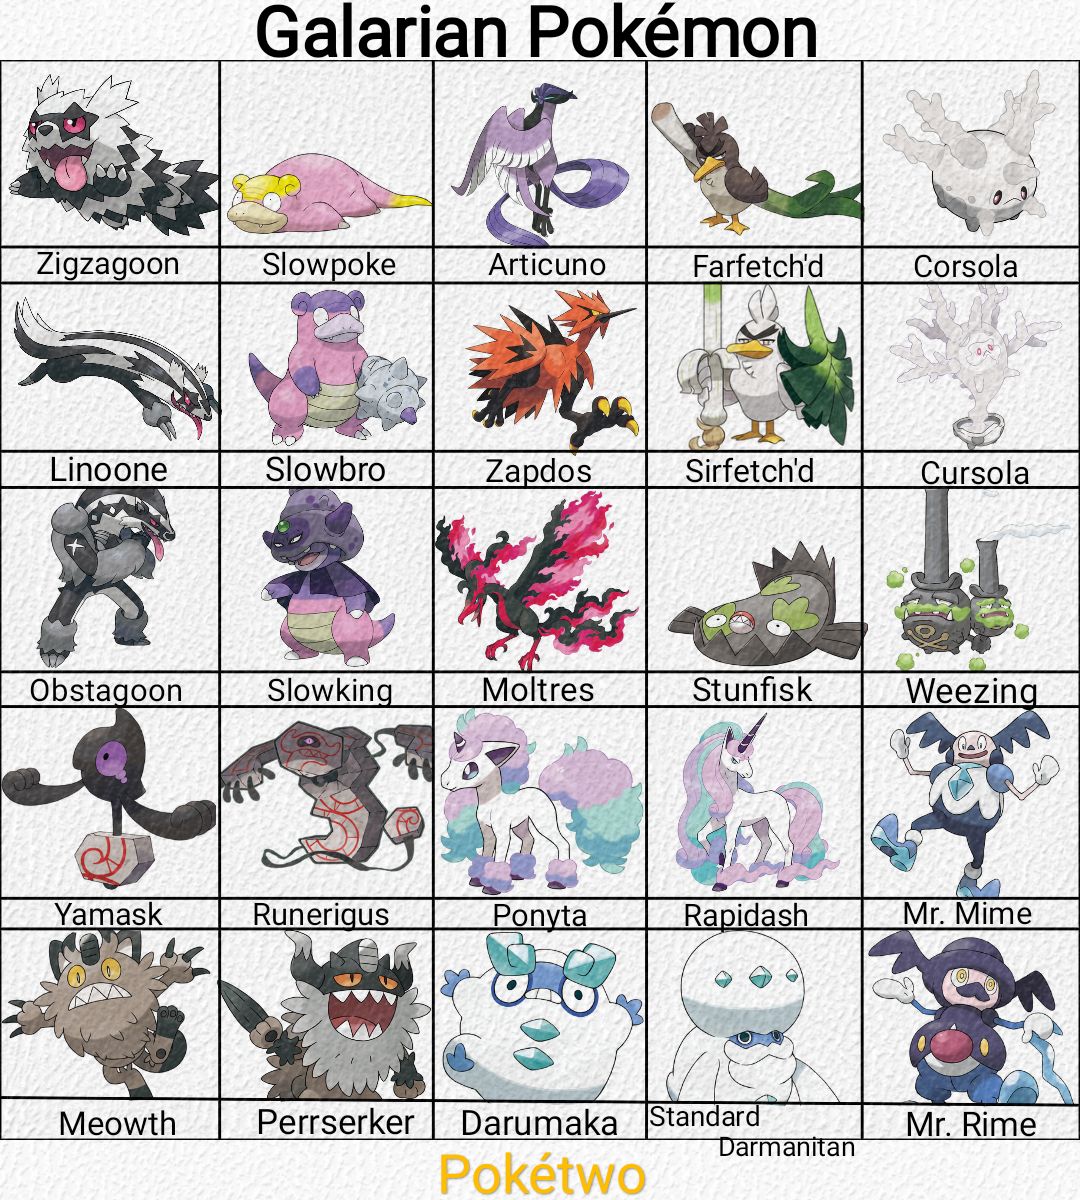 Galarian Pokémon
Zigzagoon
Slowpoke
Articuno
Farfetch'd
Corsola
Linoone
Slowbro
Zapdos
Sirfetch'd
Cursola
Obstagoon
Slowking
Moltres
Stunfisk
Weezing
Yamask
Runerigus
Ponyta
Rapidash
Mr. Mime
Meowth
Perrserker
Darumaka
Standard
Darmanitan
Mr. Rime
Pokétwo